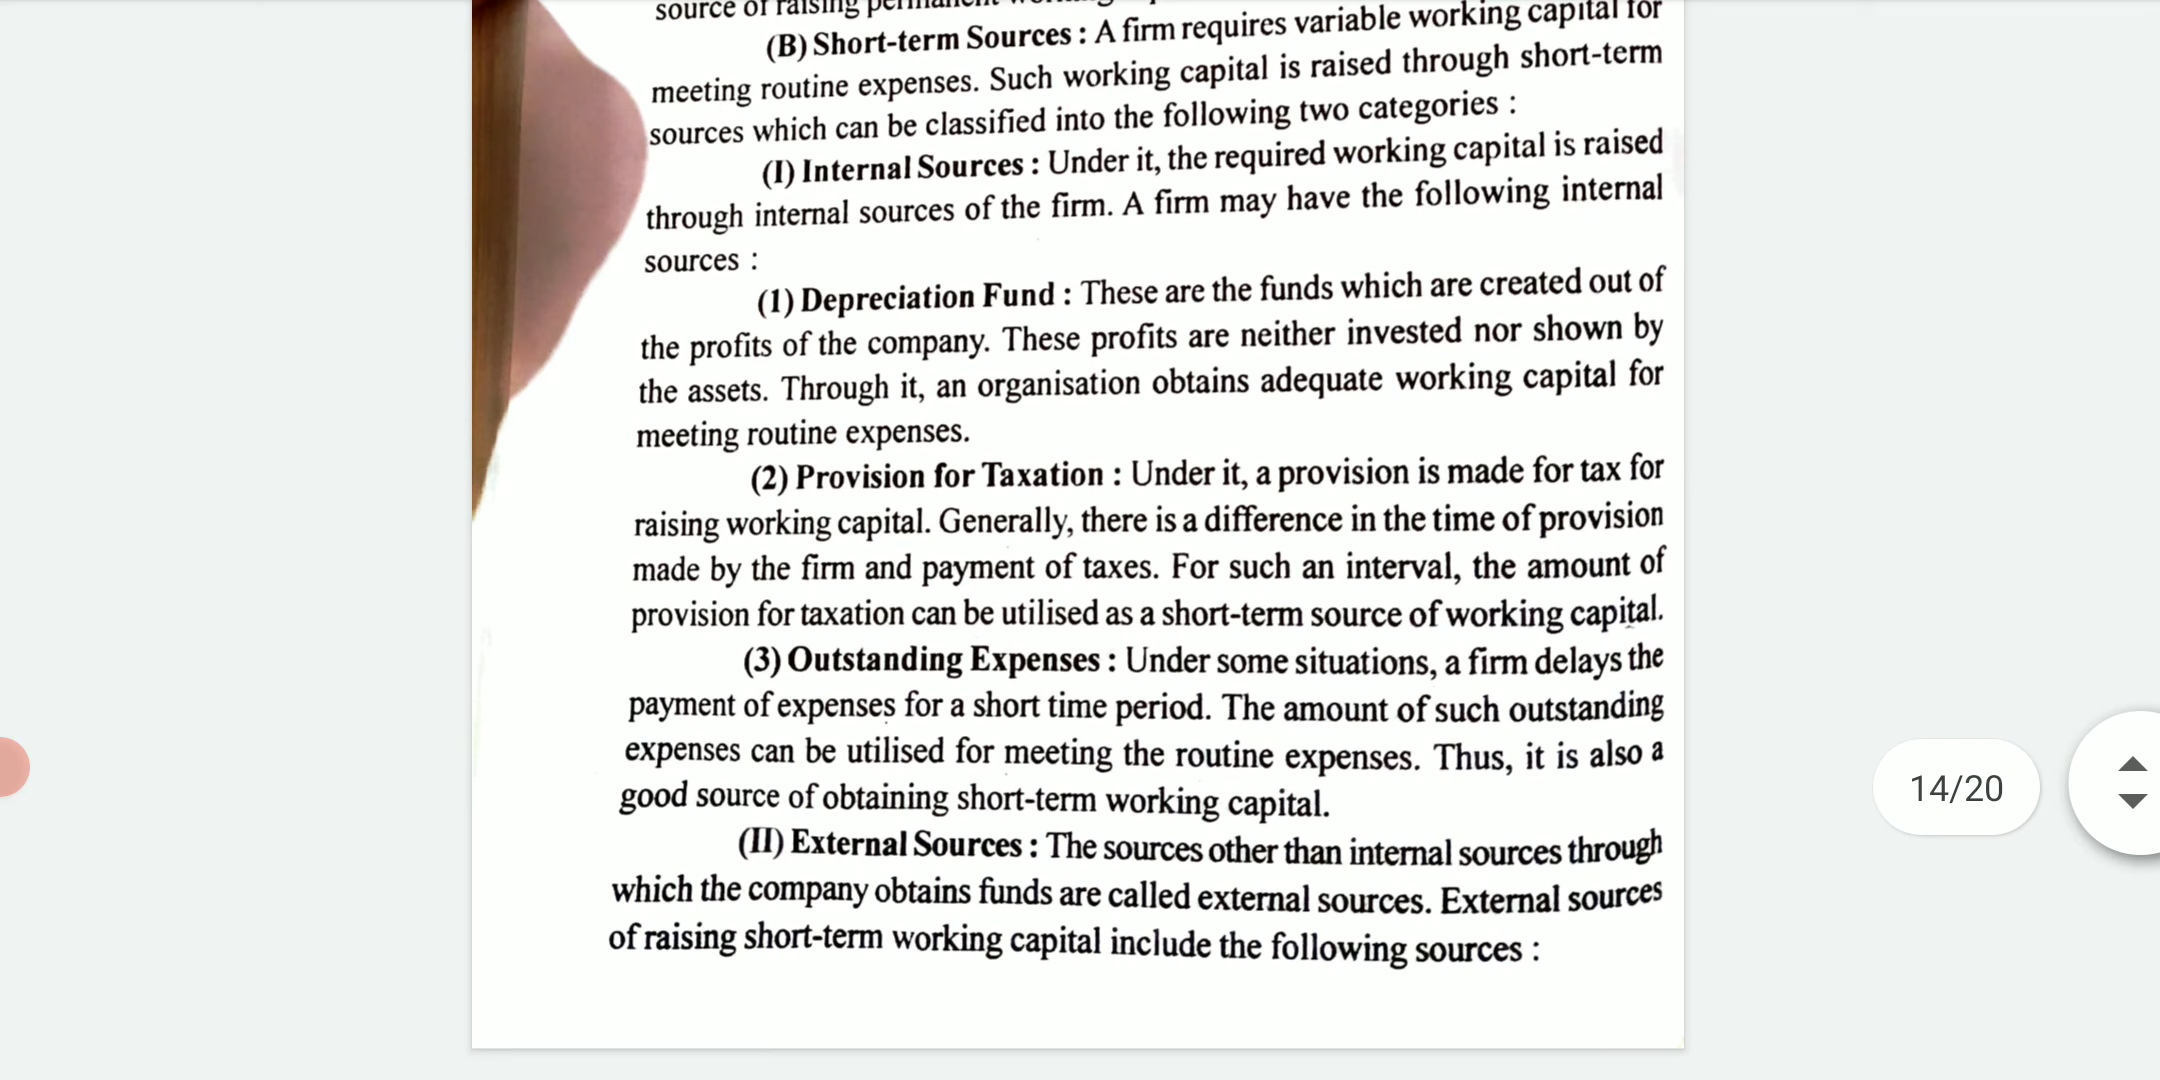 source of raising permanent
(B) Short-term Sources : A firm requires variable working capital for
meeting routine expenses. Such working capital is raised through short-term
sources which can be classified into the following two categories :
(I) Internal Sources : Under it, the required working capital is raised
through internal sources of the firm. A firm may have the following internal
sources :
(1) Depreciation Fund : These are the funds which are created out of
the profits of the company. These profits are neither invested nor shown by
the assets. Through it, an organisation obtains adequate working capital for
meeting routine expenses.
(2) Provision for Taxation : Under it, a provision is made for tax for
raising working capital. Generally, there is a difference in the time of provision
made by the firm and payment of taxes. For such an interval, the amount of
provision for taxation can be utilised as a short-term source of working capital.
(3) Outstanding Expenses : Under some situations, a firm delays the
payment of expenses for a short time period. The amount of such outstanding
expenses can be utilised for meeting the routine expenses. Thus, it is also a
good source of obtaining short-term working capital.
(II) External Sources : The sources other than internal sources through
which the company obtains funds are called external sources. External sources
of raising short-term working capital include the following sources :
14/20